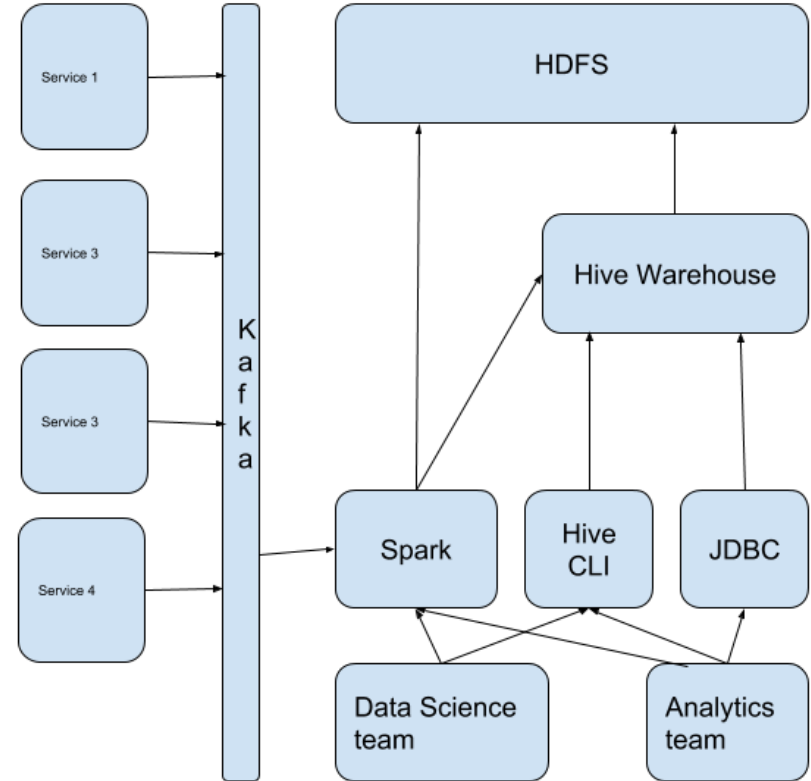 Service 1
Service 3
Service 3
Service 4
K
a
f
k
a
HDFS
Hive Warehouse
Spark
Hive
CLI
JDBC
Data Science
team
Analytics
team